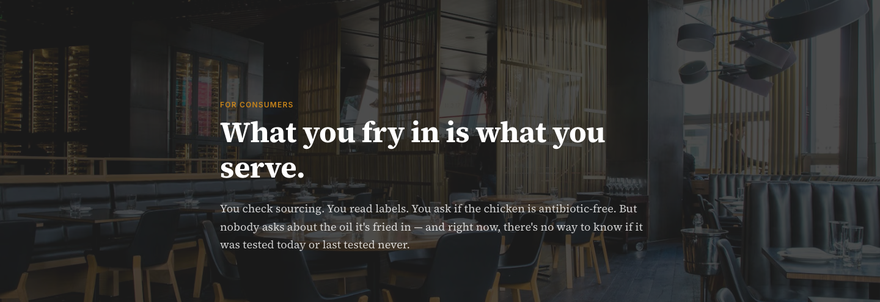 FOR CONSUMERS
What you fry in is what you
serve.
You check sourcing. You read labels. You ask if the chicken is antibiotic-free. But
nobody asks about the oil it's fried in — and right now, there's no way to know if it
was tested today or last tested never.